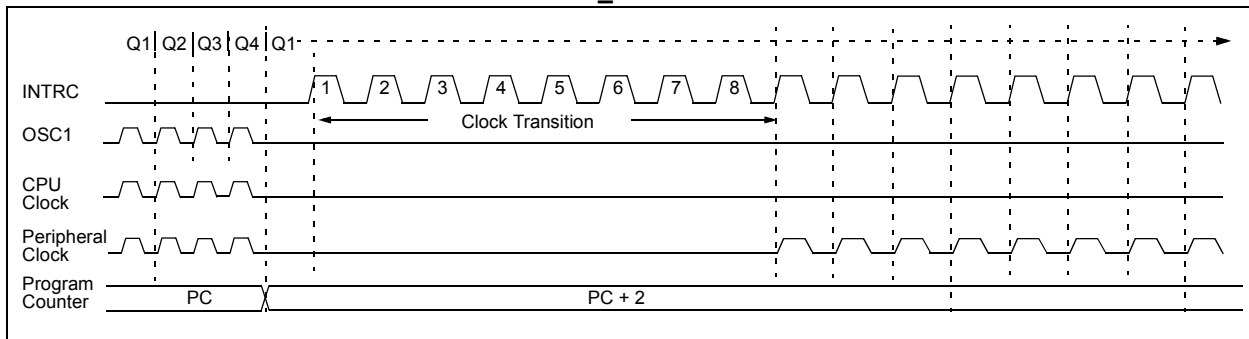 Q1 Q2 Q3 Q4 Q1
INTRC
1 2 3 4 5 6 7 8
Clock Transition
OSC1
CPU
Clock
Peripheral
Clock
Program
Counter
PC
PC + 2